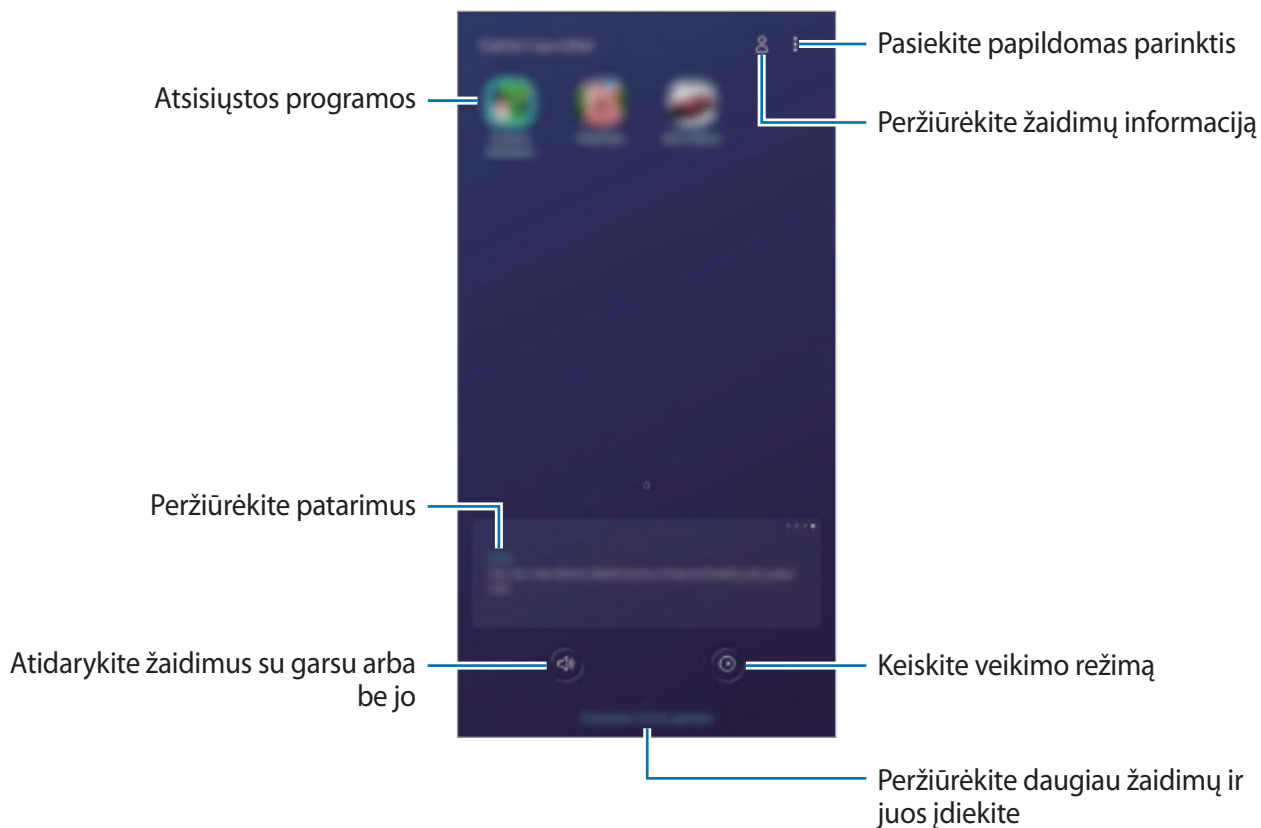 Pasiekite papildomas parinktis
Atsisiųstos programos
Peržiūrėkite žaidimų informaciją
Peržiūrėkite patarimus
Atidarykite žaidimus su garsu arba
be jo
Keiskite veikimo režimą
Peržiūrėkite daugiau žaidimų ir
juos įdiekite